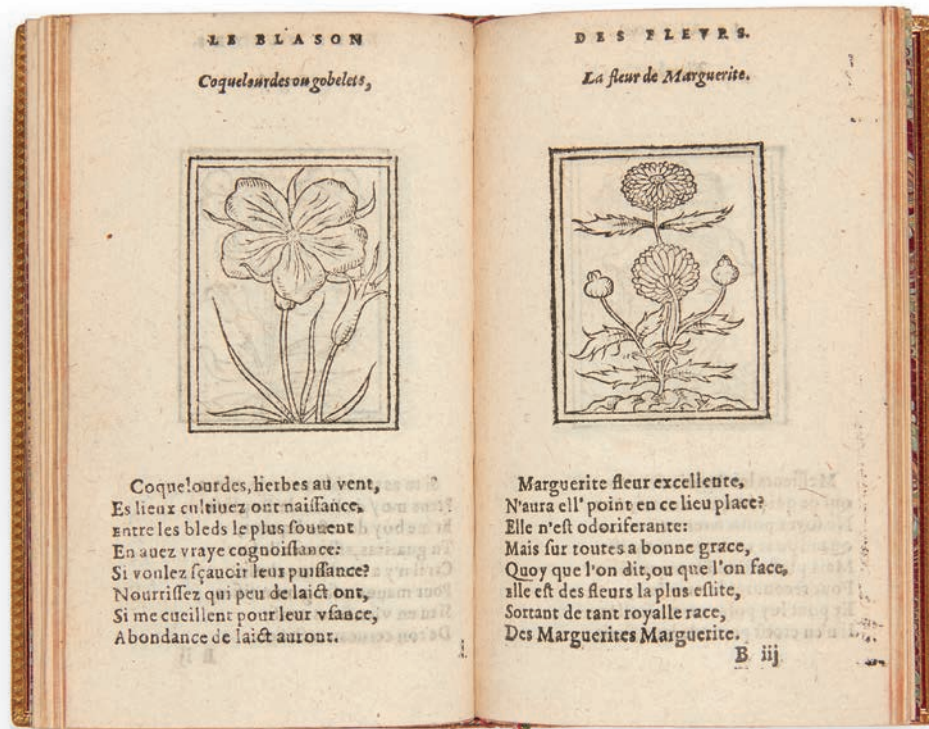 LE BLASON
Coquelourdes ou gobelets,
Coquelourdes, herbes au vent,
Es lieux cultiuez ont naiſſance,
Entre les bleds le plus ſouuent
En auez vraye cognoiſſance:
Si voulez ſçauoir leur puiſſance?
Nourriſſez qui peu de laict ont,
Si me cueillent pour leur vſance,
Abondance de laict auront.
DES FLEVRS.
La fleur de Marguerite.
Marguerite fleur excellente,
N'aura ell' point en ce lieu place?
Elle n'eſt odoriferante:
Mais ſur toutes a bonne grace,
Quoy que l'on dit, ou que l'on face,
Elle eſt des fleurs la plus eſlite,
Sortant de tant royalle race,
Des Marguerites Marguerite.
B iij